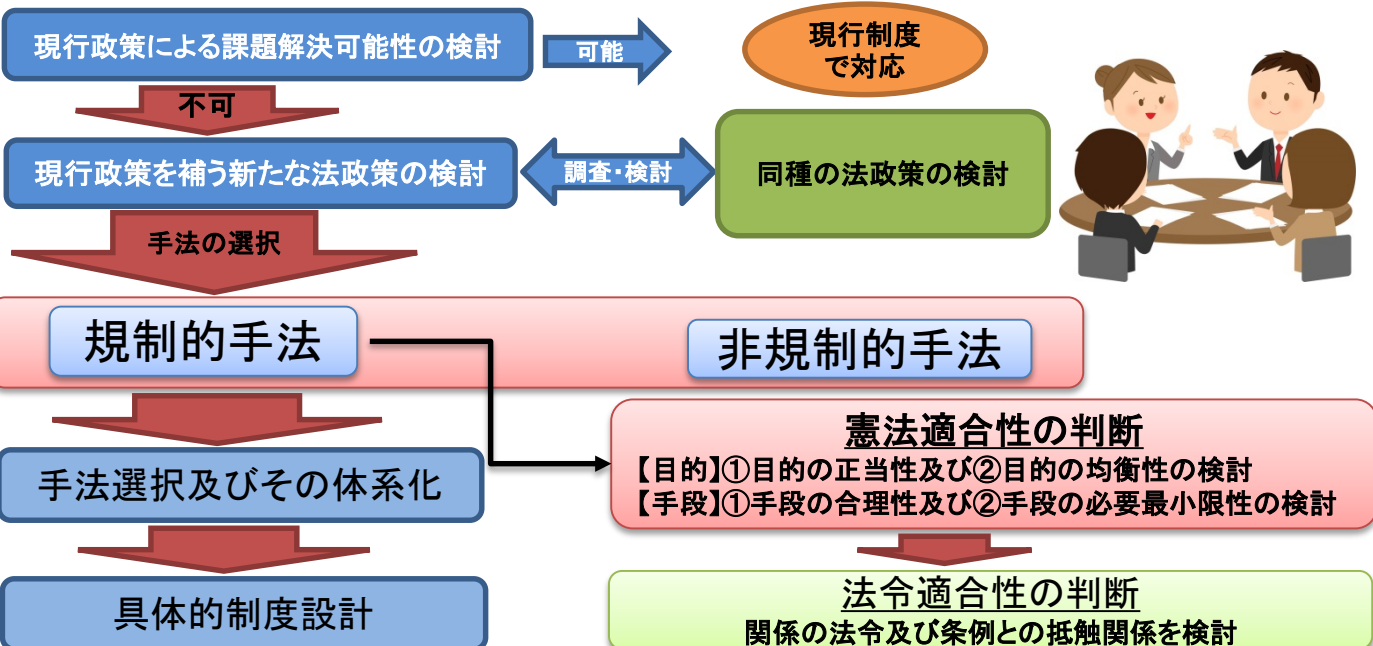 現行政策による課題解決可能性の検討
可能
現行制度
で対応
不可
現行政策を補う新たな法政策の検討
調査・検討
同種の法政策の検討
手法の選択
規制的手法
非規制的手法
憲法適合性の判断
【目的】①目的の正当性及び②目的の均衡性の検討
【手段】①手段の合理性及び②手段の必要最小限性の検討
手法選択及びその体系化
具体的制度設計
法令適合性の判断
関係の法令及び条例との抵触関係を検討